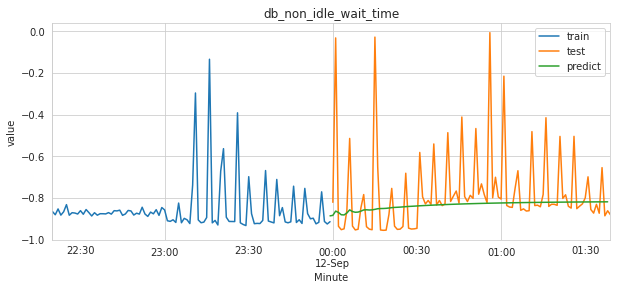 db_non_idle_wait_time
0.0
−0.2
−0.4
−0.6
−0.8
−1.0
value
train
test
predict
22:30
23:00
23:30
00:00
12-Sep
00:30
01:00
01:30
Minute